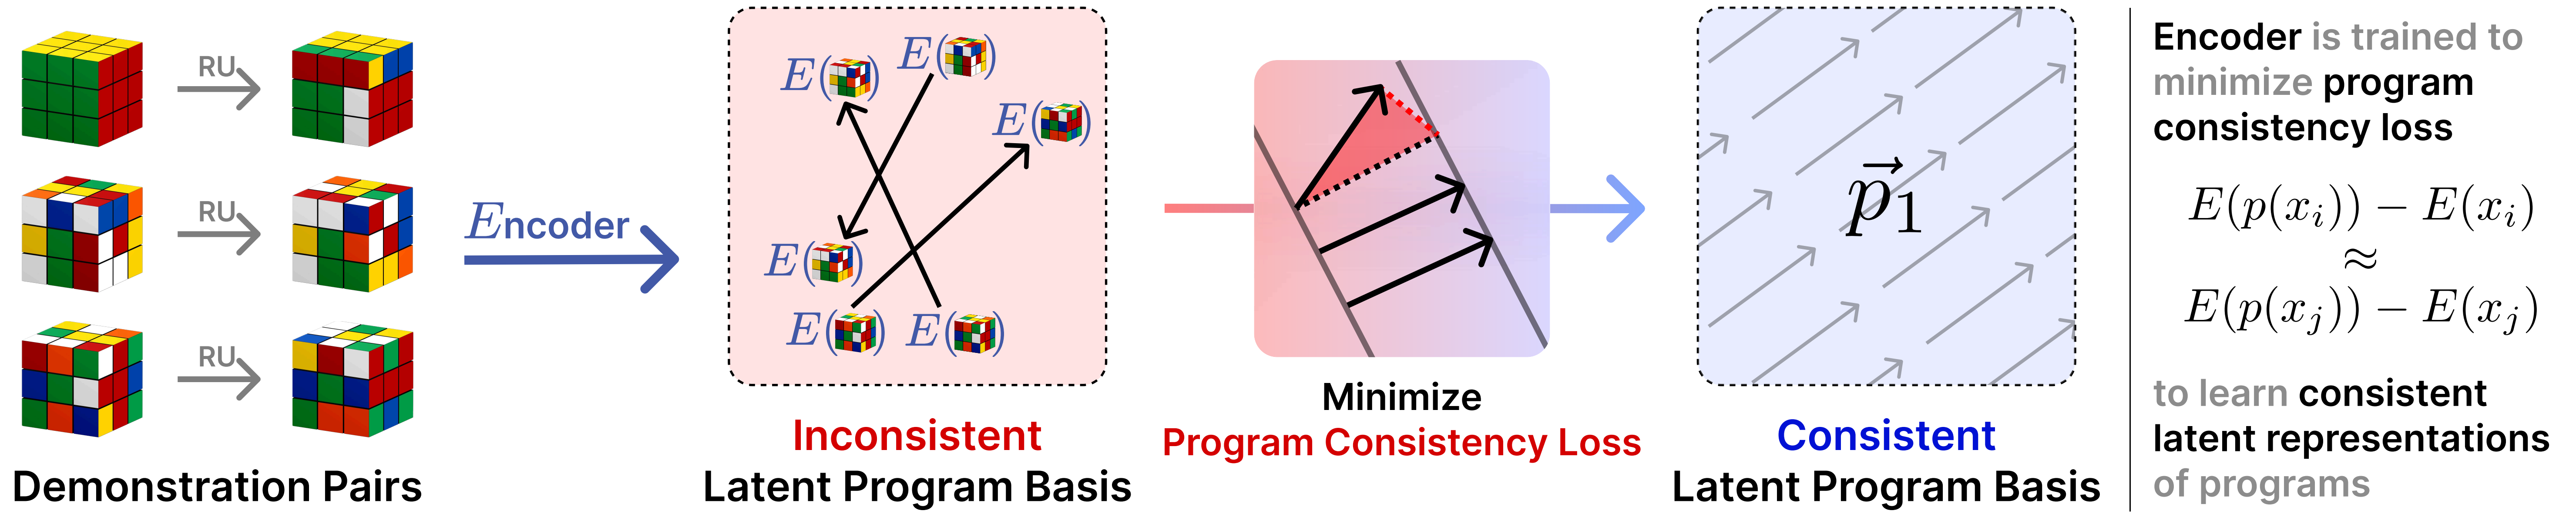 RU
RU
RU
Demonstration Pairs
Encoder
E( )
E( )
E( )
E( )
E( )
E( )
Inconsistent
Latent Program Basis
Minimize
Program Consistency Loss
p⃗₁
Consistent
Latent Program Basis
Encoder is trained to
minimize program
consistency loss
E(p(xᵢ)) − E(xᵢ)
≈
E(p(xⱼ)) − E(xⱼ)
to learn consistent
latent representations
of programs